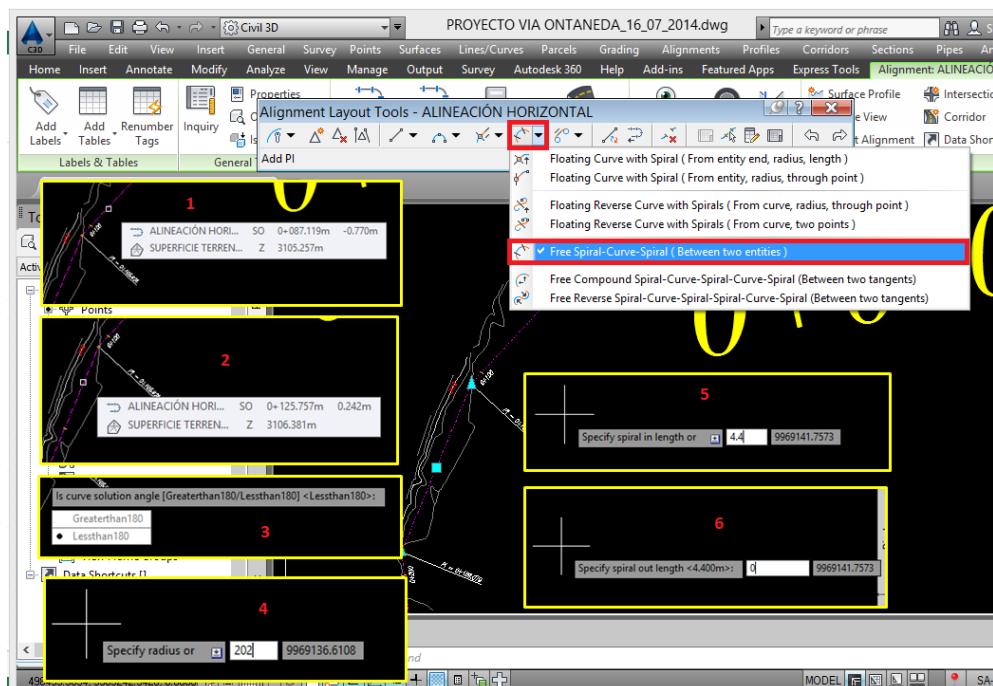 Civil 3D
PROYECTO VIA ONTANEDA_16_07_2014.dwg
Type a keyword or phrase
C3D
File Edit View Insert General Survey Points Surfaces Lines/Curves Parcels Grading Alignments Profiles Corridors Sections Pipes
Home Insert Annotate Modify Analyze View Manage Output Survey Autodesk 360 Help Add-ins Featured Apps Express Tools Alignment: ALINEACIÓ
Properties
Surface Profile
Intersectio
Alignment Layout Tools - ALINEACIÓN HORIZONTAL
e View
Corridor
Add Labels
Add Tables
Renumber Tags
Inquiry
t Alignment
Data Shor
Labels & Tables
General T
Add PI
Floating Curve with Spiral ( From entity end, radius, length )
Floating Curve with Spiral ( From entity, radius, through point )
Floating Reverse Curve with Spirals ( From curve, radius, through point )
Floating Reverse Curve with Spirals ( From curve, two points )
Free Spiral-Curve-Spiral ( Between two entities )
Free Compound Spiral-Curve-Spiral-Curve-Spiral (Between two tangents)
Free Reverse Spiral-Curve-Spiral-Spiral-Curve-Spiral (Between two tangents)
To
Activ
1
ALINEACIÓN HORI... SO 0+087.119m -0.770m
SUPERFICIE TERREN... Z 3105.257m
Points
2
ALINEACIÓN HORI... SO 0+125.757m 0.242m
SUPERFICIE TERREN... Z 3106.381m
Is curve solution angle [Greaterthan180/Lessthan180] <Lessthan180>:
Greaterthan180
Lessthan180
3
Data Shortcuts []
4
Specify radius or 202 9969136.6108
5
Specify spiral in length or 4.4 9969141.7573
6
Specify spiral out length <4.400m>: 0 9969141.7573
MODEL